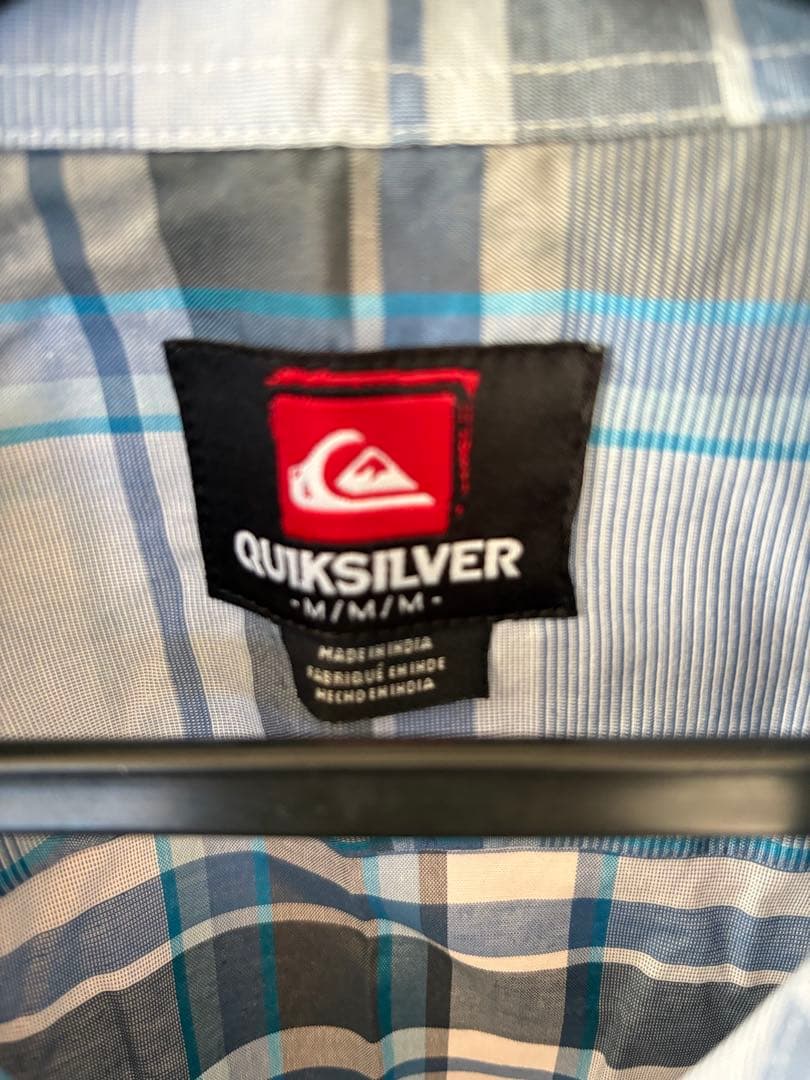 QUIKSILVER
-M/M/M-
MADE IN INDIA
FABRIQUÉ EN INDE
HECHO EN INDIA